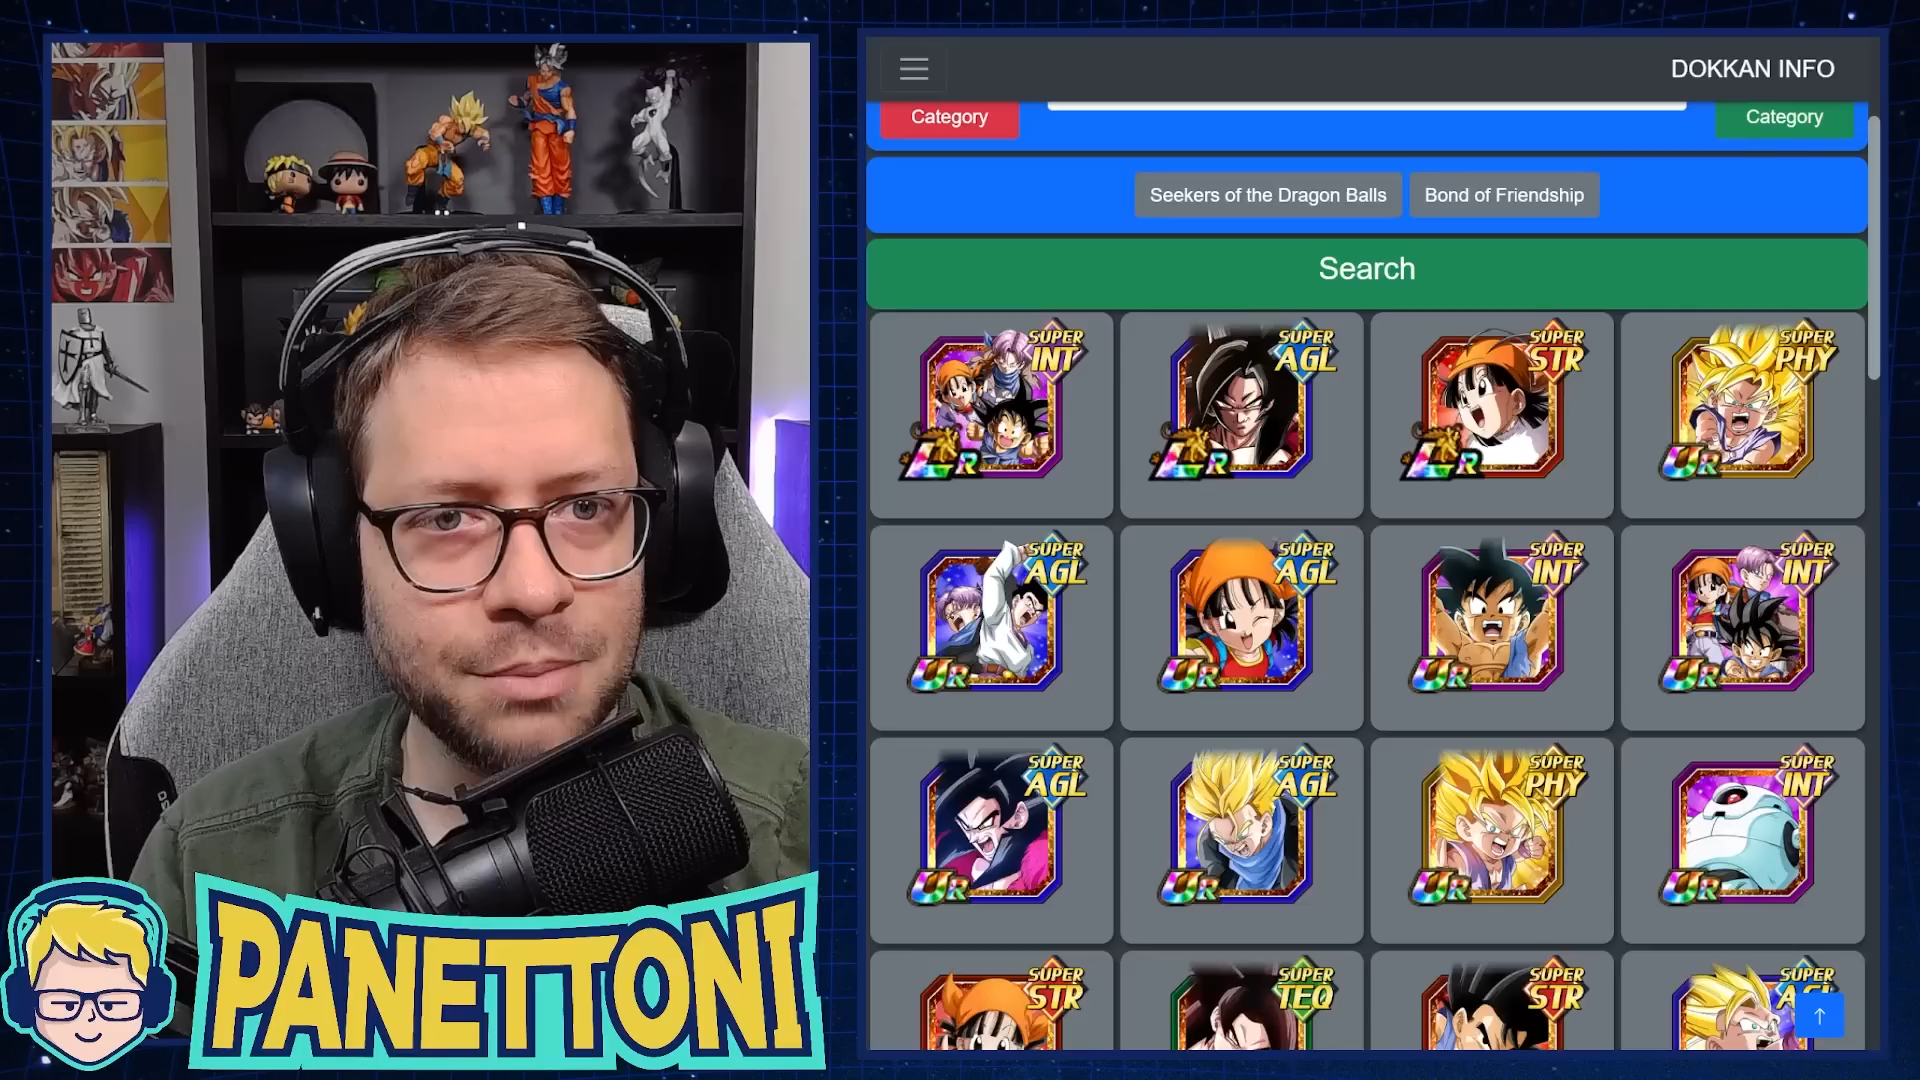 DOKKAN INFO
Category
Category
Seekers of the Dragon Balls
Bond of Friendship
Search
SUPER INT
LR
SUPER AGL
LR
SUPER STR
LR
SUPER PHY
UR
SUPER AGL
UR
SUPER AGL
UR
SUPER INT
UR
SUPER INT
UR
SUPER AGL
UR
SUPER AGL
UR
SUPER PHY
UR
SUPER INT
UR
SUPER STR
SUPER TEQ
SUPER STR
SUPER AGL
PANETTONI